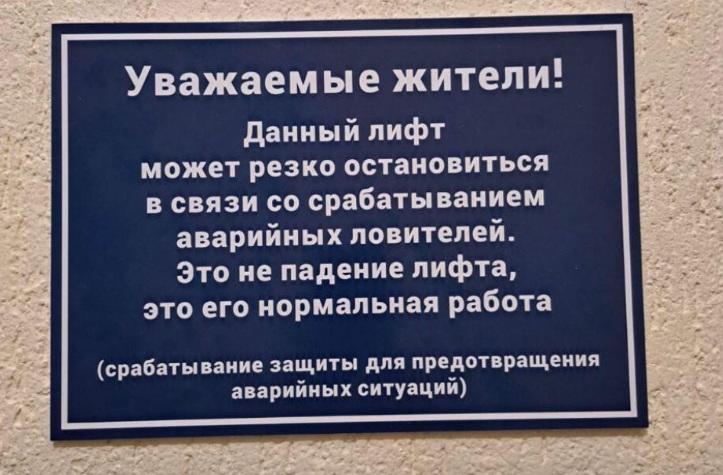 Уважаемые жители!
Данный лифт
может резко остановиться
в связи со срабатыванием
аварийных ловителей.
Это не падение лифта,
это его нормальная работа
(срабатывание защиты для предотвращения
аварийных ситуаций)